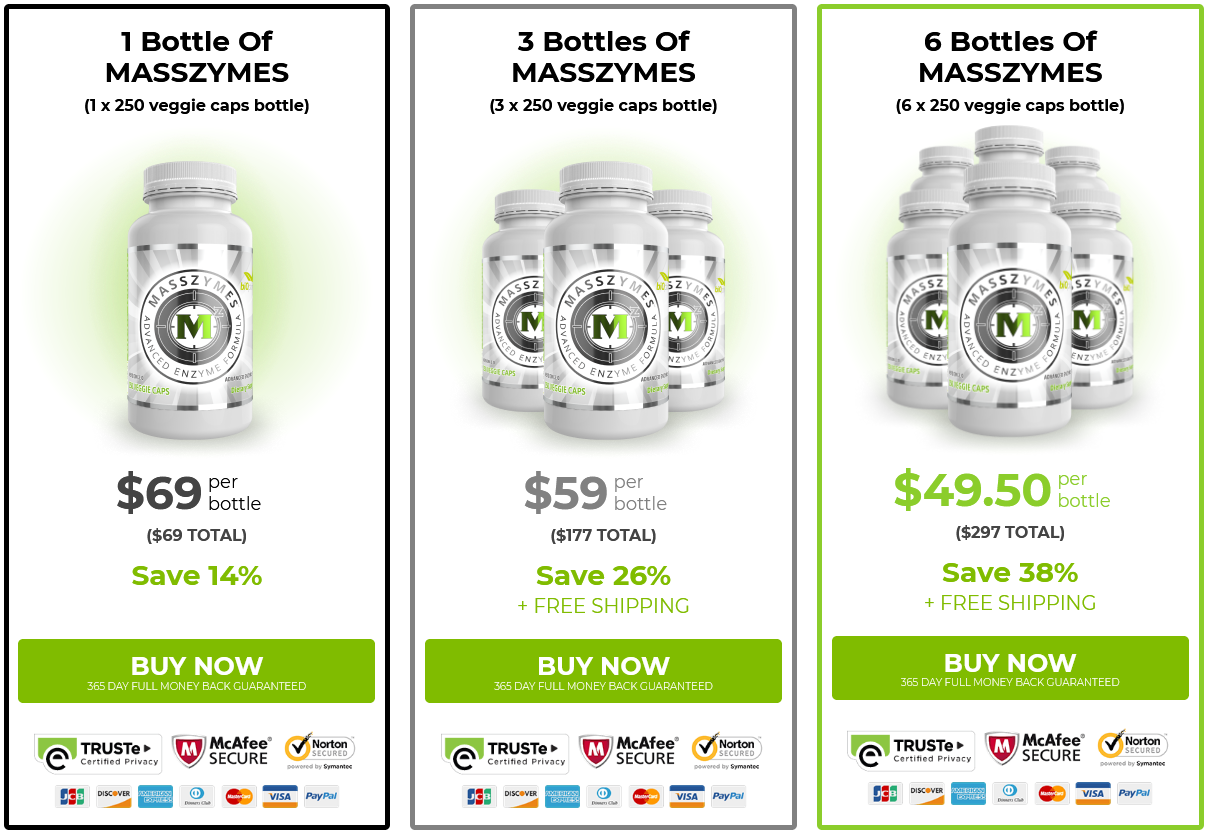 1 Bottle Of
MASSZYMES
(1 x 250 veggie caps bottle)
MASSZYMES
M
ADVANCED ENZYME FORMULA
VEGGIE CAPS
$69 per
bottle
($69 TOTAL)
Save 14%
BUY NOW
365 DAY FULL MONEY BACK GUARANTEED
TRUSTe
Certified Privacy
McAfee®
SECURE
Norton
SECURED
powered by Symantec
JCB DISCOVER AMERICAN EXPRESS Diners Club MasterCard VISA PayPal
3 Bottles Of
MASSZYMES
(3 x 250 veggie caps bottle)
MASSZYMES
M
ADVANCED ENZYME FORMULA
VEGGIE CAPS
$59 per
bottle
($177 TOTAL)
Save 26%
+ FREE SHIPPING
BUY NOW
365 DAY FULL MONEY BACK GUARANTEED
TRUSTe
Certified Privacy
McAfee®
SECURE
Norton
SECURED
powered by Symantec
JCB DISCOVER AMERICAN EXPRESS Diners Club MasterCard VISA PayPal
6 Bottles Of
MASSZYMES
(6 x 250 veggie caps bottle)
MASSZYMES
M
ADVANCED ENZYME FORMULA
VEGGIE CAPS
$49.50 per
bottle
($297 TOTAL)
Save 38%
+ FREE SHIPPING
BUY NOW
365 DAY FULL MONEY BACK GUARANTEED
TRUSTe
Certified Privacy
McAfee®
SECURE
Norton
SECURED
powered by Symantec
JCB DISCOVER AMERICAN EXPRESS Diners Club MasterCard VISA PayPal